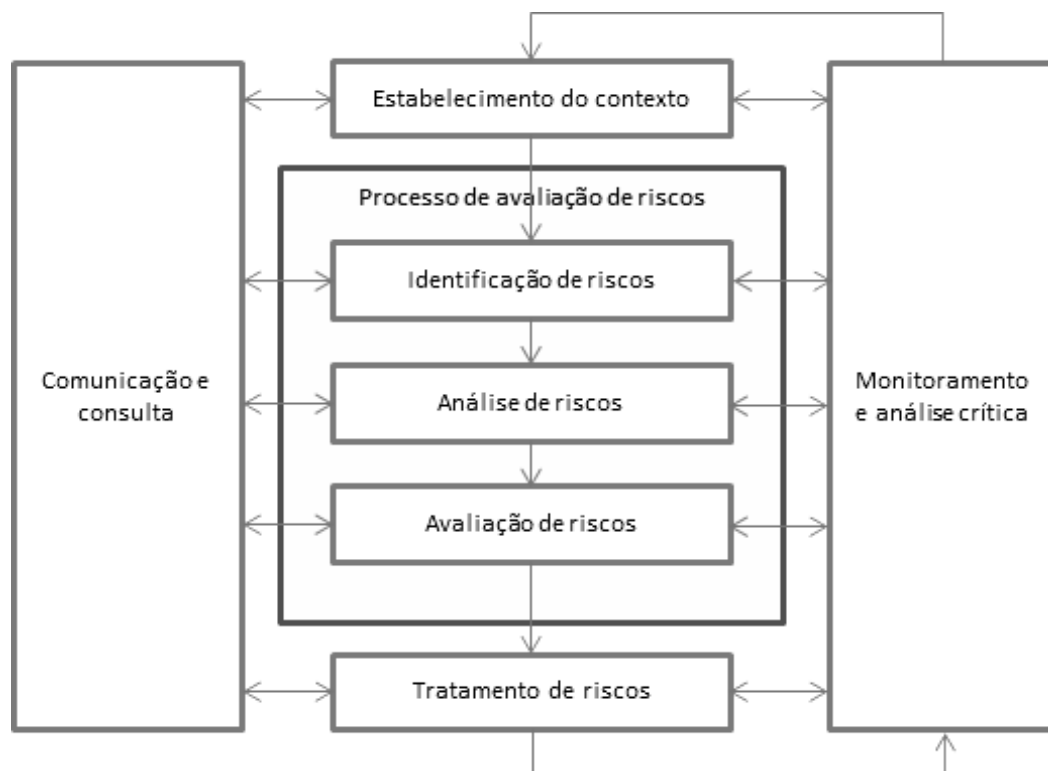 Estabelecimento do contexto
Processo de avaliação de riscos
Identificação de riscos
Comunicação e
consulta
Análise de riscos
Monitoramento
e análise crítica
Avaliação de riscos
Tratamento de riscos